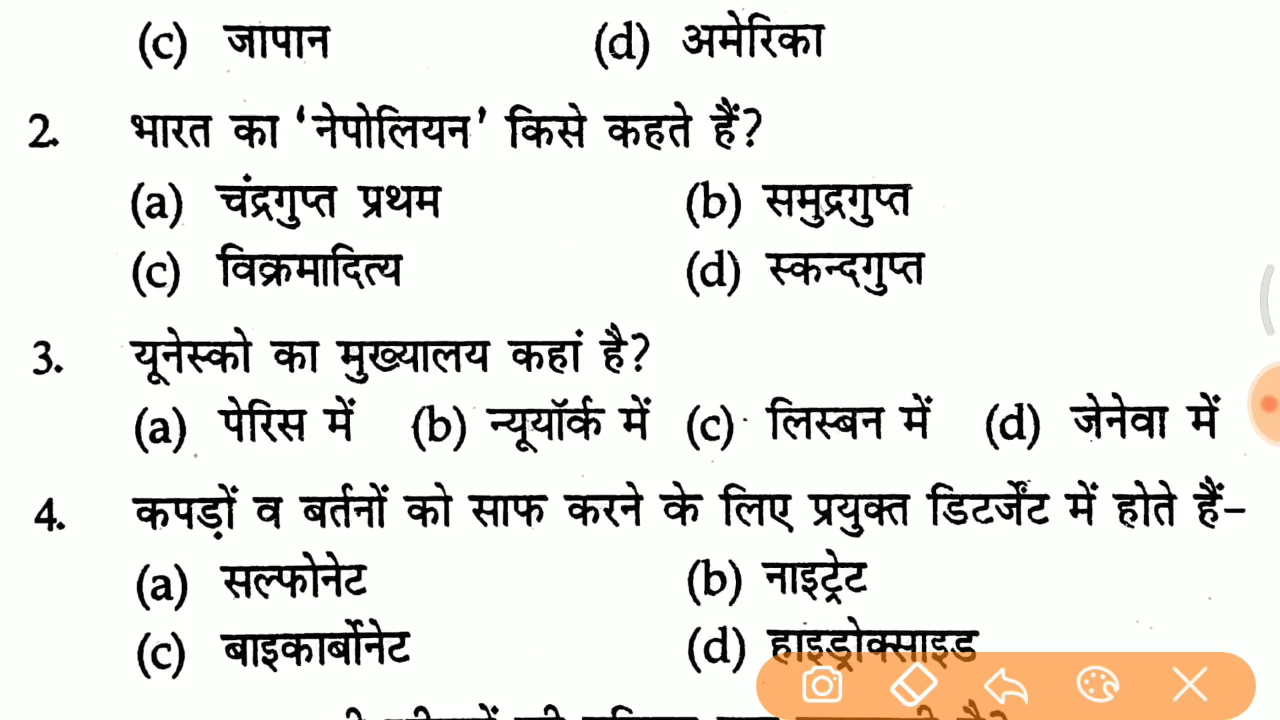 (c) जापान (d) अमेरिका
2. भारत का ‘नेपोलियन’ किसे कहते हैं?
(a) चंद्रगुप्त प्रथम (b) समुद्रगुप्त
(c) विक्रमादित्य (d) स्कन्दगुप्त
3. यूनेस्को का मुख्यालय कहां है?
(a) पेरिस में (b) न्यूयॉर्क में (c) लिस्बन में (d) जेनेवा में
4. कपड़ों व बर्तनों को साफ करने के लिए प्रयुक्त डिटर्जेंट में होते हैं–
(a) सल्फोनेट (b) नाइट्रेट
(c) बाइकार्बोनेट (d) हाइड्रोक्साइड